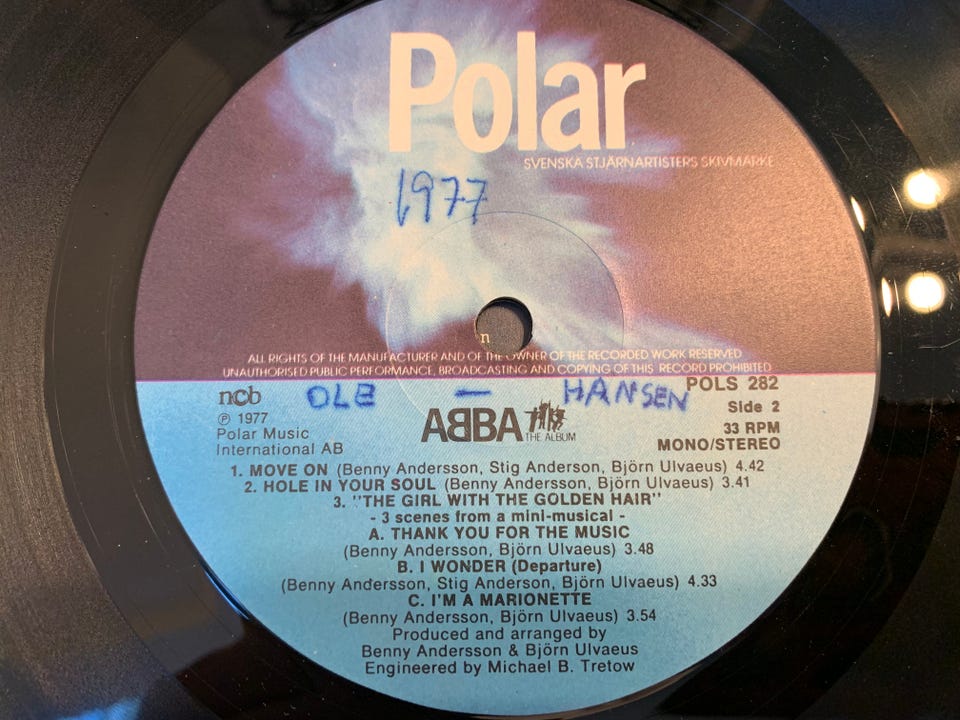 Polar
SVENSKA STJÄRNARTISTERS SKIVMÄRKE
1977
n
ALL RIGHTS OF THE MANUFACTURER AND OF THE OWNER OF THE RECORDED WORK RESERVED
UNAUTHORISED PUBLIC PERFORMANCE, BROADCASTING AND COPYING OF THIS RECORD PROHIBITED
ncb OLE - HANSEN POLS 282
℗ 1977 ABBA Side 2
Polar Music THE ALBUM 33 RPM
International AB MONO/STEREO
1. MOVE ON (Benny Andersson, Stig Anderson, Björn Ulvaeus) 4.42
2. HOLE IN YOUR SOUL (Benny Andersson, Björn Ulvaeus) 3.41
3. "THE GIRL WITH THE GOLDEN HAIR"
- 3 scenes from a mini-musical -
A. THANK YOU FOR THE MUSIC
(Benny Andersson, Björn Ulvaeus) 3.48
B. I WONDER (Departure)
(Benny Andersson, Stig Anderson, Björn Ulvaeus) 4.33
C. I'M A MARIONETTE
(Benny Andersson, Björn Ulvaeus) 3.54
Produced and arranged by
Benny Andersson & Björn Ulvaeus
Engineered by Michael B. Tretow